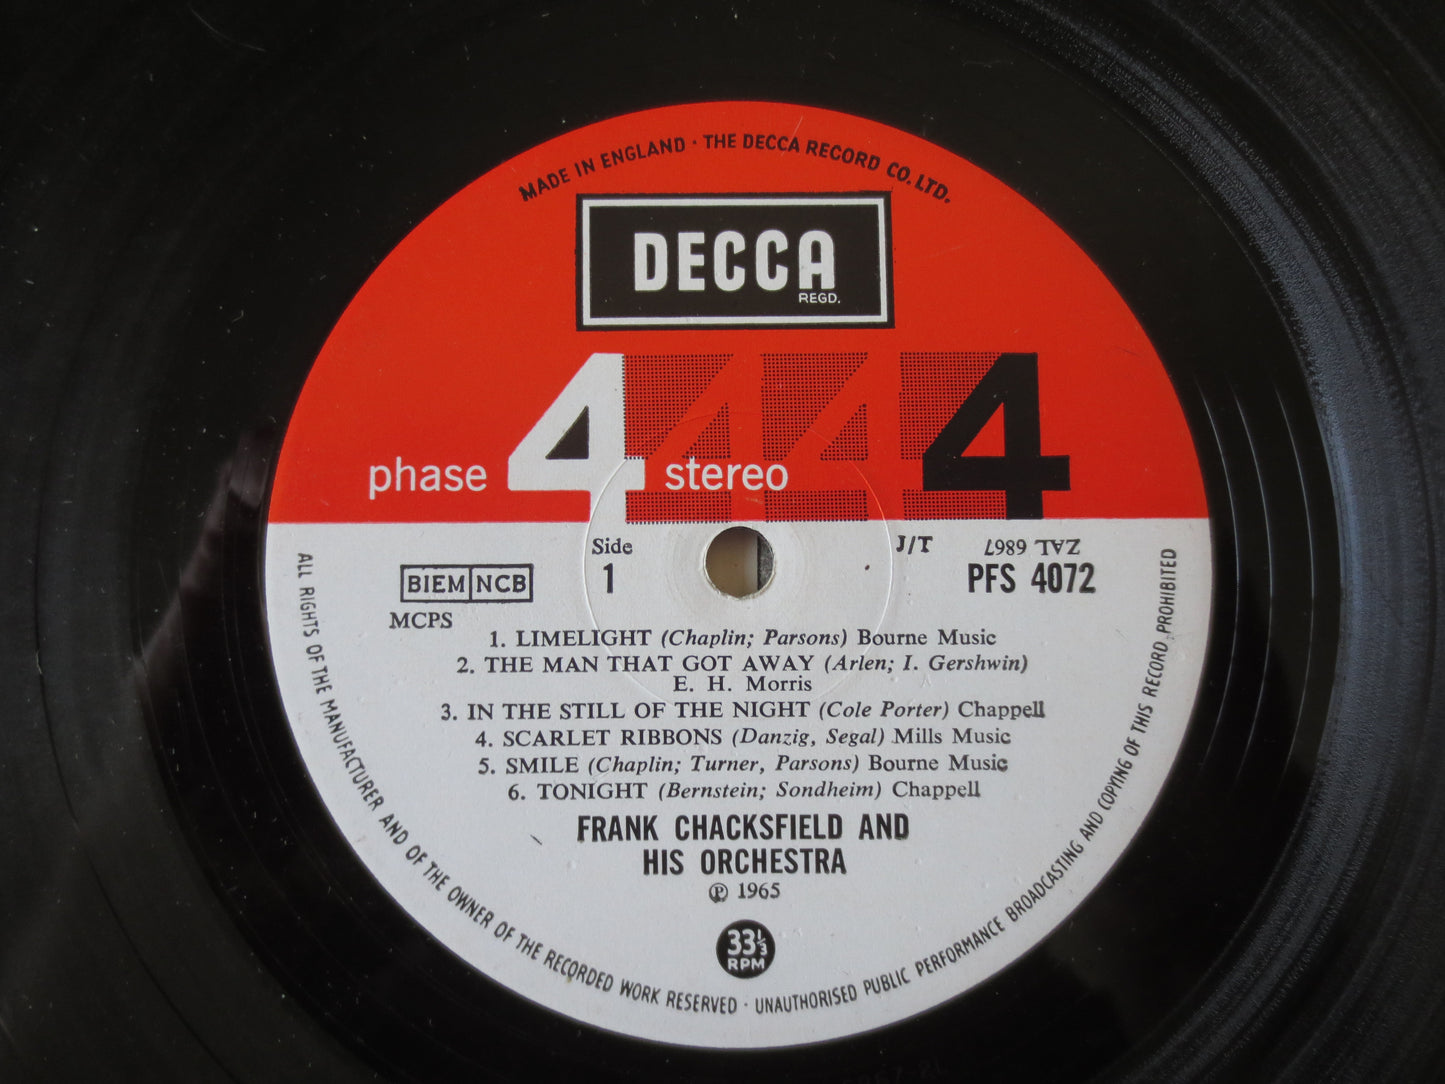 MADE IN ENGLAND · THE DECCA RECORD CO. LTD.
DECCA
REGD.
phase 4 stereo 4
Side
1
J/T
ZAL 6867
PFS 4072
BIEM NCB
MCPS
1. LIMELIGHT (Chaplin; Parsons) Bourne Music
2. THE MAN THAT GOT AWAY (Arlen; I. Gershwin)
E. H. Morris
3. IN THE STILL OF THE NIGHT (Cole Porter) Chappell
4. SCARLET RIBBONS (Danzig, Segal) Mills Music
5. SMILE (Chaplin; Turner, Parsons) Bourne Music
6. TONIGHT (Bernstein; Sondheim) Chappell
FRANK CHACKSFIELD AND
HIS ORCHESTRA
℗ 1965
33⅓
RPM
ALL RIGHTS OF THE MANUFACTURER AND OF THE OWNER OF THE RECORDED WORK RESERVED · UNAUTHORISED PUBLIC PERFORMANCE BROADCASTING AND COPYING OF THIS RECORD PROHIBITED